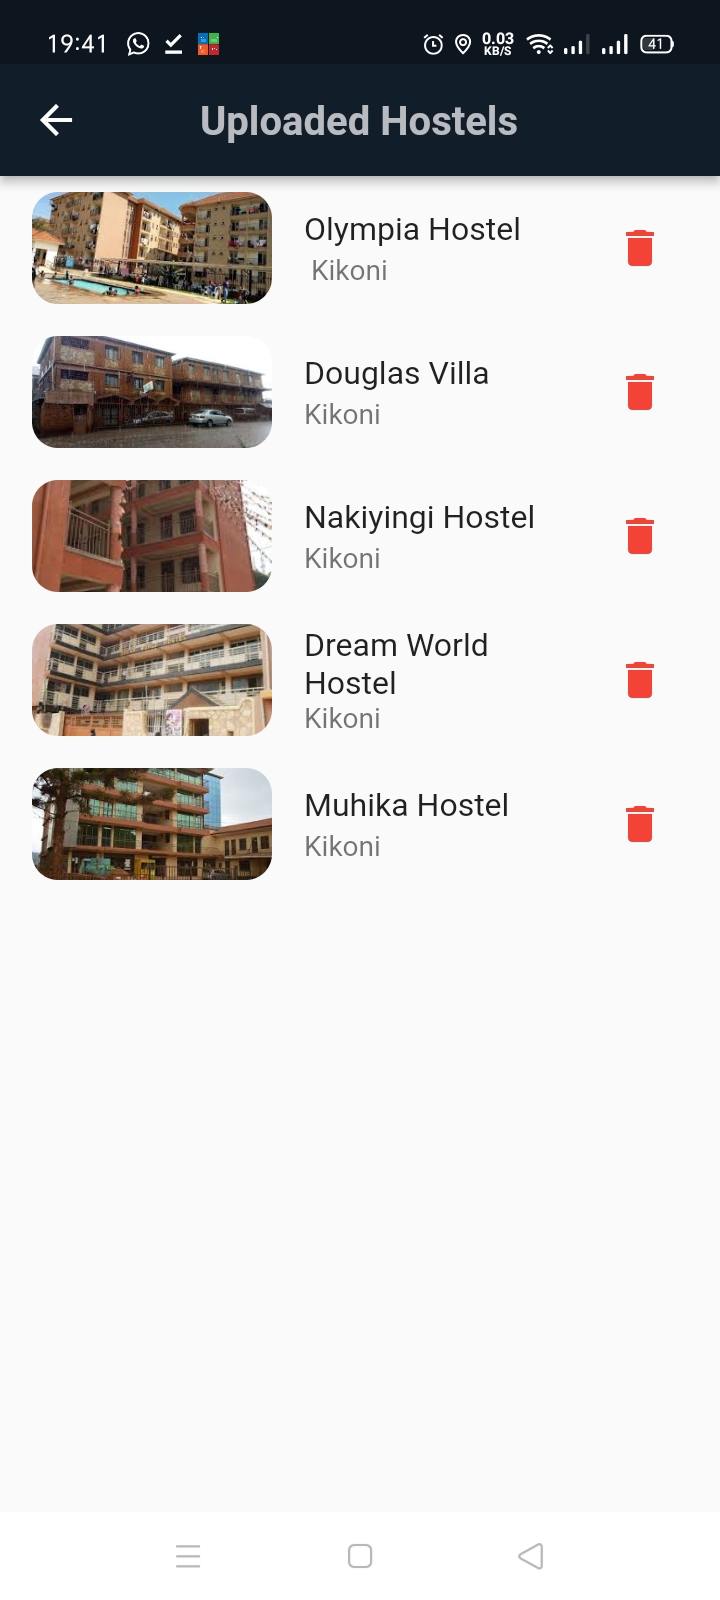 19:41
0.03
KB/S
41
Uploaded Hostels
Olympia Hostel
Kikoni
Douglas Villa
Kikoni
Nakiyingi Hostel
Kikoni
Dream World
Hostel
Kikoni
Muhika Hostel
Kikoni